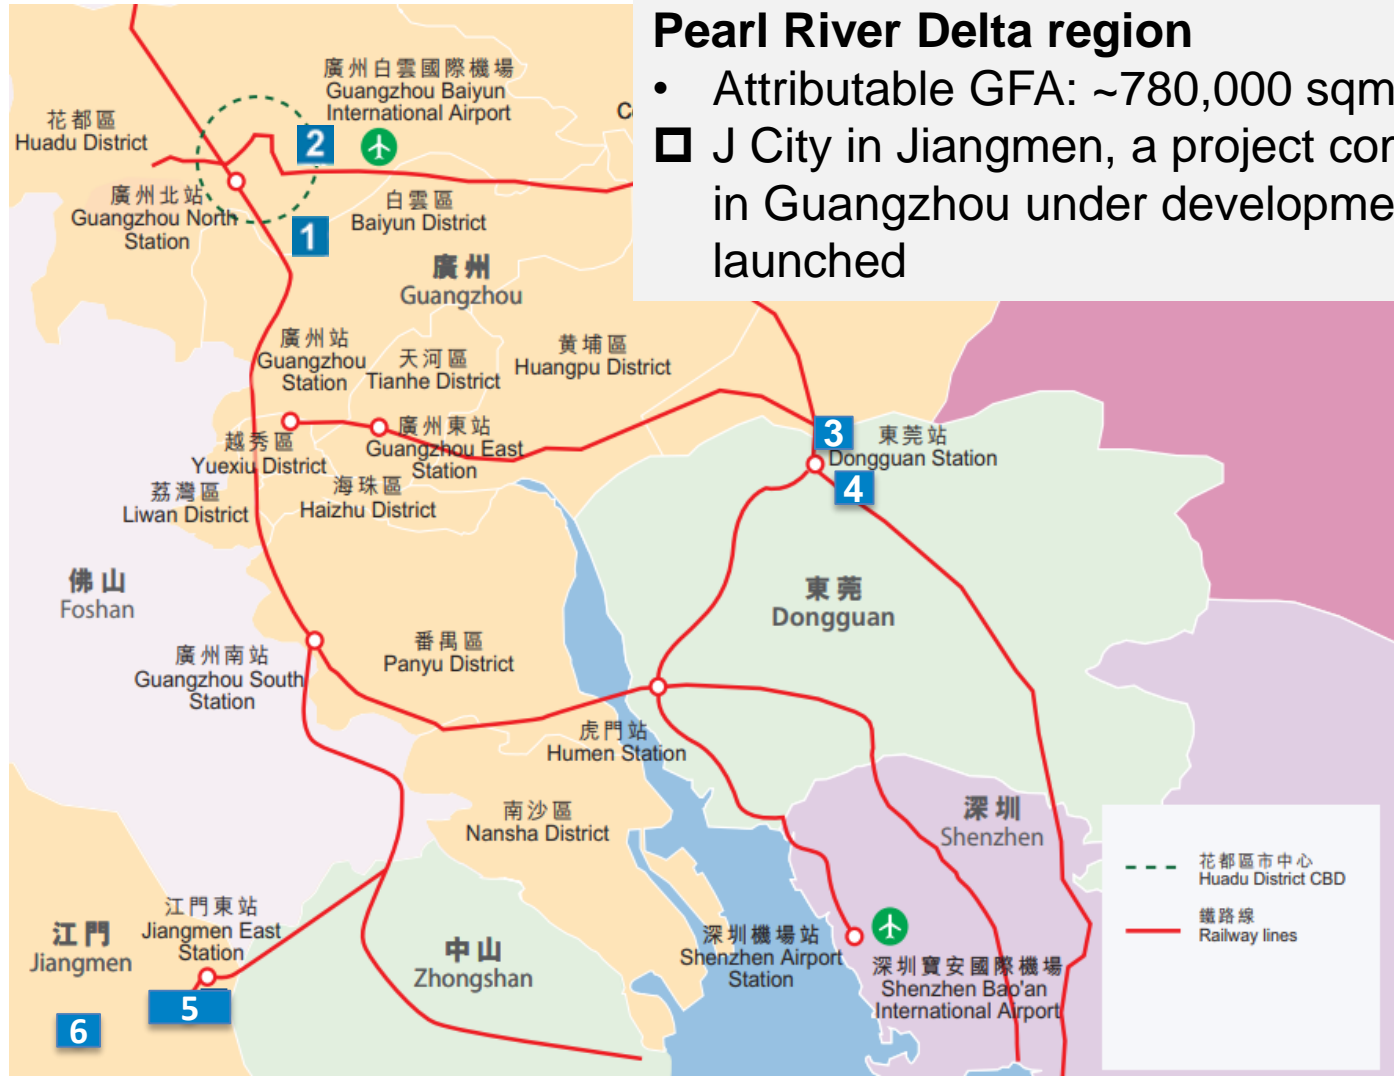 Pearl River Delta region
• Attributable GFA: ~780,000 sqm
J City in Jiangmen, a project
in Guangzhou under
launched
廣州白雲國際機場
Guangzhou Baiyun
International Airport
花都區
Huadu District
2
廣州北站
Guangzhou North
Station
白雲區
Baiyun District
1
廣州
Guangzhou
廣州站
Guangzhou
Station
天河區
Tianhe District
黄埔區
Huangpu District
越秀區
Yuexiu District
廣州東站
Guangzhou East
Station
3
東莞站
Dongguan Station
4
荔灣區
Liwan District
海珠區
Haizhu District
佛山
Foshan
東莞
Dongguan
番禺區
Panyu District
廣州南站
Guangzhou South
Station
虎門站
Humen Station
南沙區
Nansha District
深圳
Shenzhen
花都區市中心
Huadu District CBD
鐵路線
Railway lines
江門東站
Jiangmen East
Station
江門
Jiangmen
中山
Zhongshan
深圳機場站
Shenzhen Airport
Station
深圳寶安國際機場
Shenzhen Bao'an
International Airport
5
6